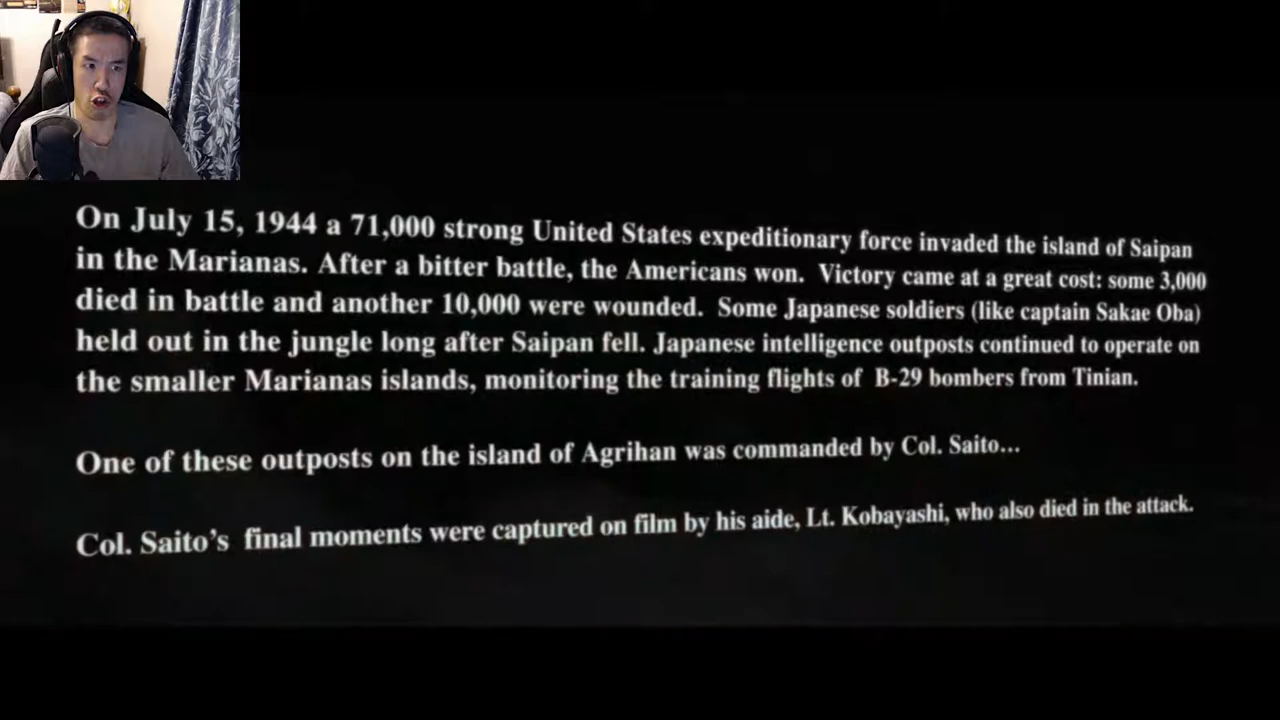 On July 15, 1944 a 71,000 strong United States expeditionary force invaded the island of Saipan
in the Marianas. After a bitter battle, the Americans won. Victory came at a great cost: some 3,000
died in battle and another 10,000 were wounded. Some Japanese soldiers (like captain Sakae Oba)
held out in the jungle long after Saipan fell. Japanese intelligence outposts continued to operate on
the smaller Marianas islands, monitoring the training flights of B-29 bombers from Tinian.
One of these outposts on the island of Agrihan was commanded by Col. Saito...
Col. Saito's final moments were captured on film by his aide, Lt. Kobayashi, who also died in the attack.